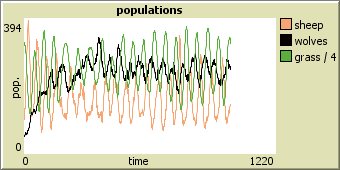 populations
394
pop.
0
0
time
1220
sheep
wolves
grass / 4